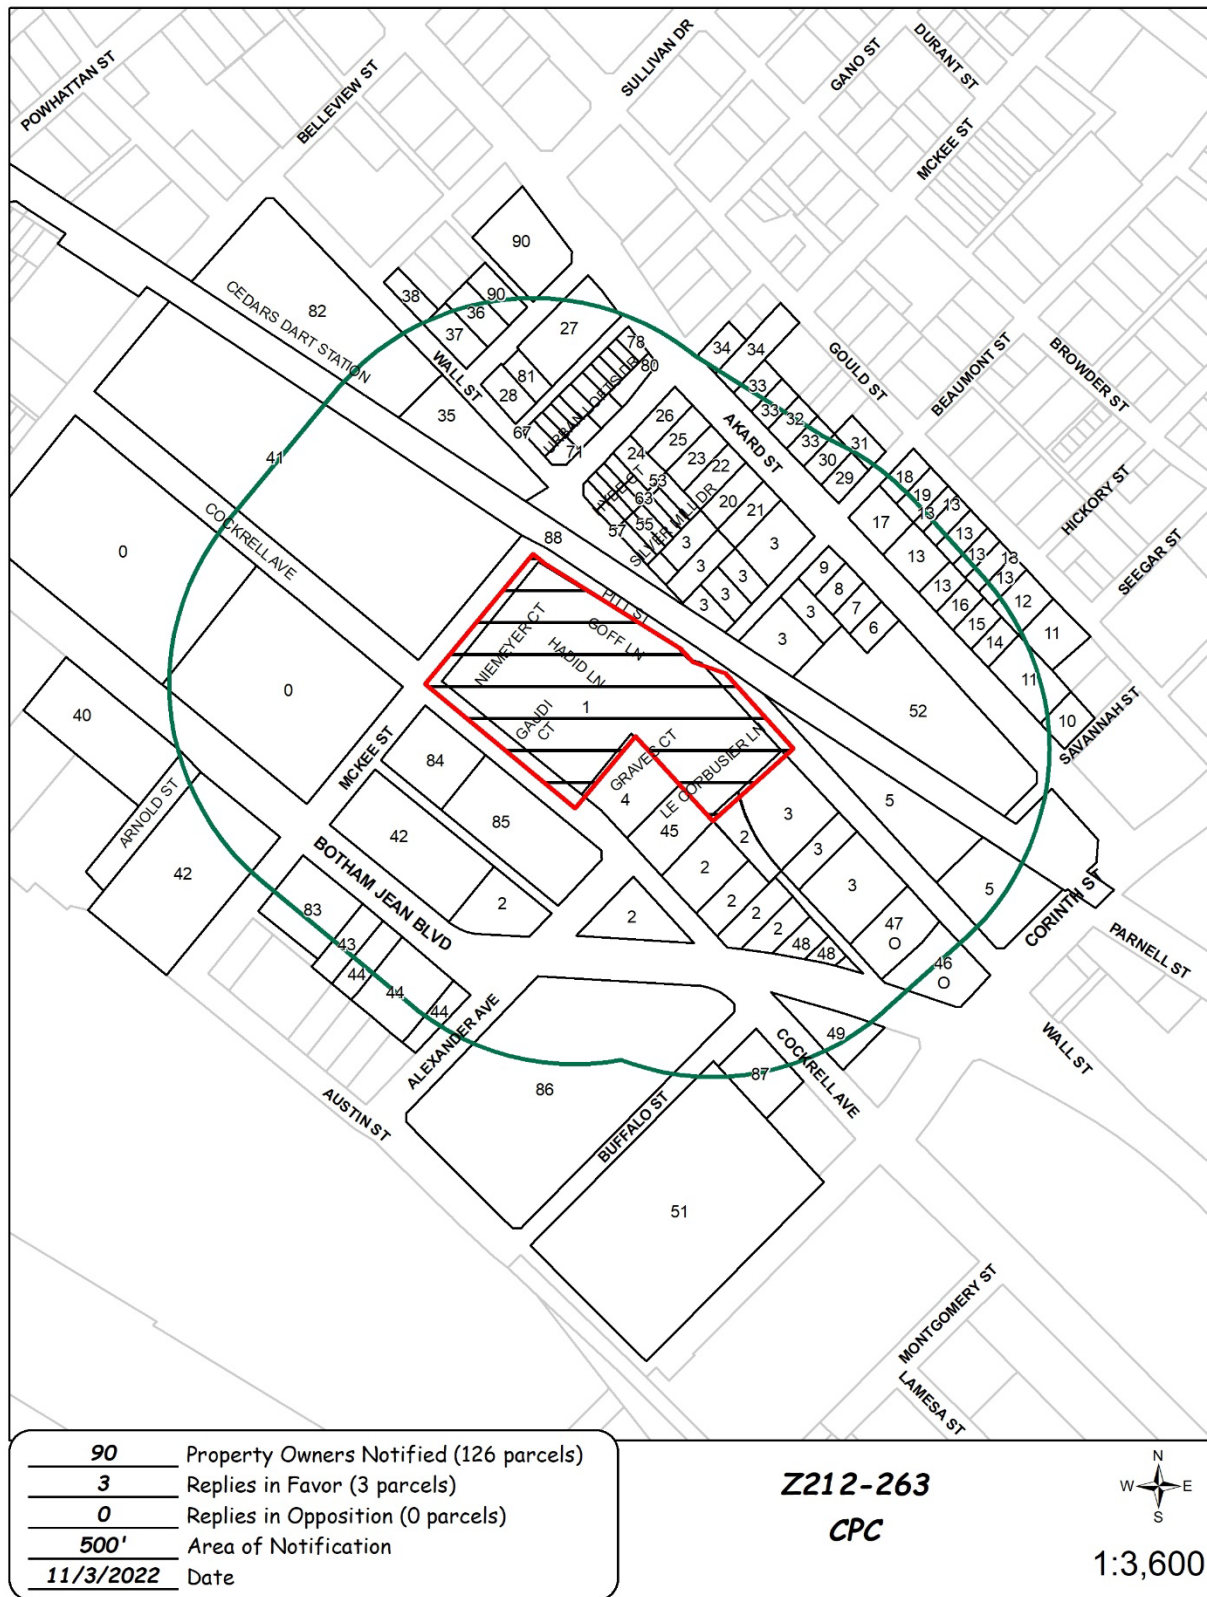 POWHATTAN ST
BELLEVIEW ST
SULLIVAN DR
GANO ST
DURANT ST
MCKEE ST
90
82
CEDARS DART STATION
38
90
36
37
27
WALL ST
81
28
78
80
URBAN LOFTS DR
67
71
35
34
34
33
33
32
33
31
30
29
GOULD ST
BEAUMONT ST
BROWDER ST
AKARD ST
26
25
24
23
22
53
HYDE CT
63
20
21
57
55
SILVER MILL DR
3
3
3
3
3
3
18
19
13
13
17
13
13
13
13
13
13
12
16
15
14
11
11
10
HICKORY ST
SEEGAR ST
SAVANNAH ST
9
8
7
6
3
3
52
41
COCKRELL AVE
0
0
88
PITT ST
GOFF LN
NIEMEYER CT
HADID LN
1
GAUDI CT
GRAVES CT
LE CORBUSIER LN
40
MCKEE ST
84
85
4
45
ARNOLD ST
42
42
BOTHAM JEAN BLVD
2
2
2
2
2
2
2
3
3
3
5
5
83
43
44
44
44
48
48
47
O
46
O
CORINTH ST
PARNELL ST
ALEXANDER AVE
49
COCKRELL AVE
WALL ST
87
86
AUSTIN ST
BUFFALO ST
51
MONTGOMERY ST
LAMESA ST
90 Property Owners Notified (126 parcels)
3 Replies in Favor (3 parcels)
0 Replies in Opposition (0 parcels)
500' Area of Notification
11/3/2022 Date
Z212-263
CPC
N
W E
S
1:3,600